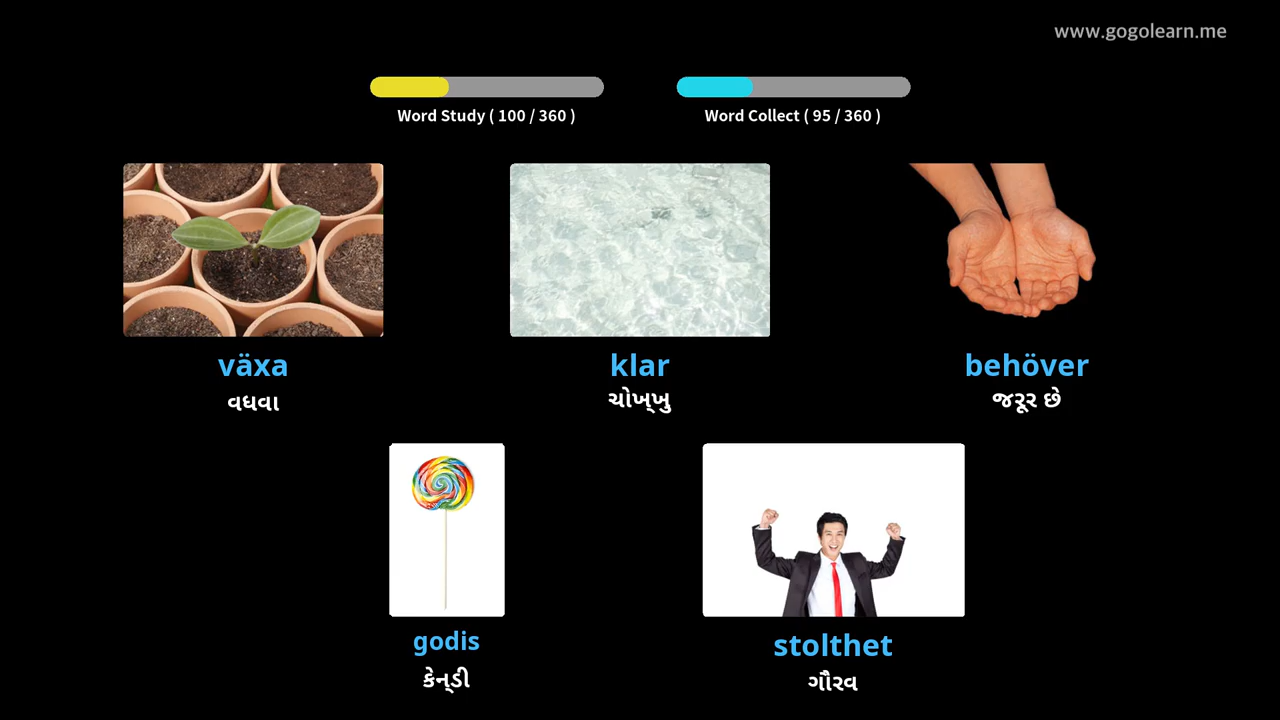 www.gogolearn.me
Word Study ( 100 / 360 )
Word Collect ( 95 / 360 )
växa
klar
behöver
વધવા
ચોખ્ખુ
જરૂર છે
godis
stolthet
કેન્ડી
ગૌરવ